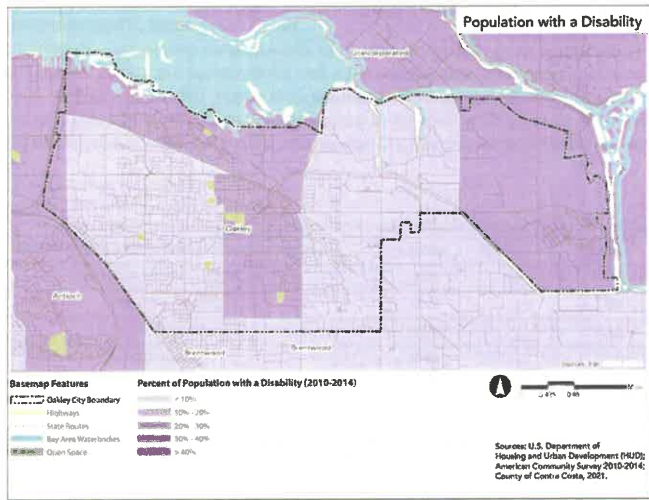 Population with a Disability
Unincorporated
Oakley
Antioch
Brentwood
Brentwood
Basemap Features
Oakley City Boundary
Highways
State Routes
Bay Area Waterbodies
Open Space
Percent of Population with a Disability (2010-2014)
< 10%
10% - 20%
20% - 30%
30% - 40%
> 40%
Sources: U.S. Department of
Housing and Urban Development (HUD);
American Community Survey 2010-2014;
County of Contra Costa, 2021.